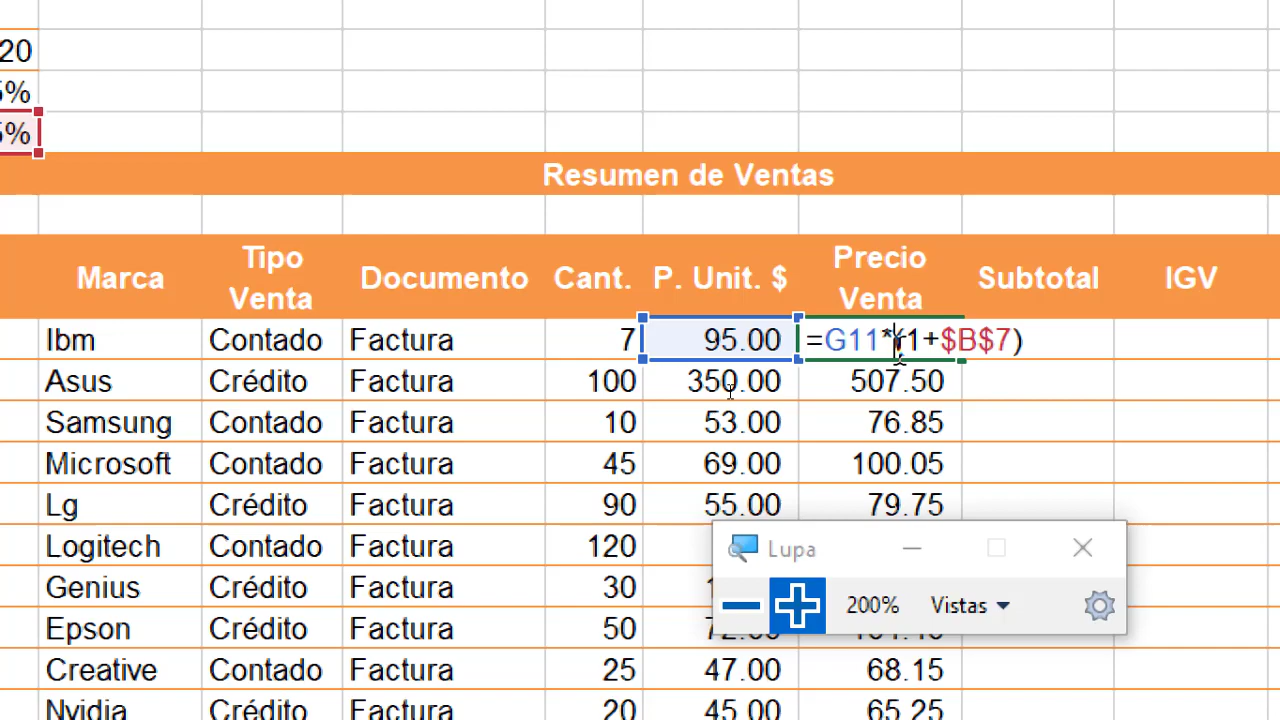 20
5%
5%
Resumen de Ventas
Marca Tipo Venta Documento Cant. P. Unit. $ Precio Venta Subtotal IGV
Ibm Contado Factura 7 95.00 =G11*(1+$B$7)
Asus Crédito Factura 100 350.00 507.50
Samsung Contado Factura 10 53.00 76.85
Microsoft Contado Factura 45 69.00 100.05
Lg Crédito Factura 90 55.00 79.75
Logitech Contado Factura 120
Lupa
Genius Crédito Factura 30
200% Vistas
Epson Crédito Factura 50
Creative Contado Factura 25 47.00 68.15
Nvidia Crédito Factura 20 45.00 65.25